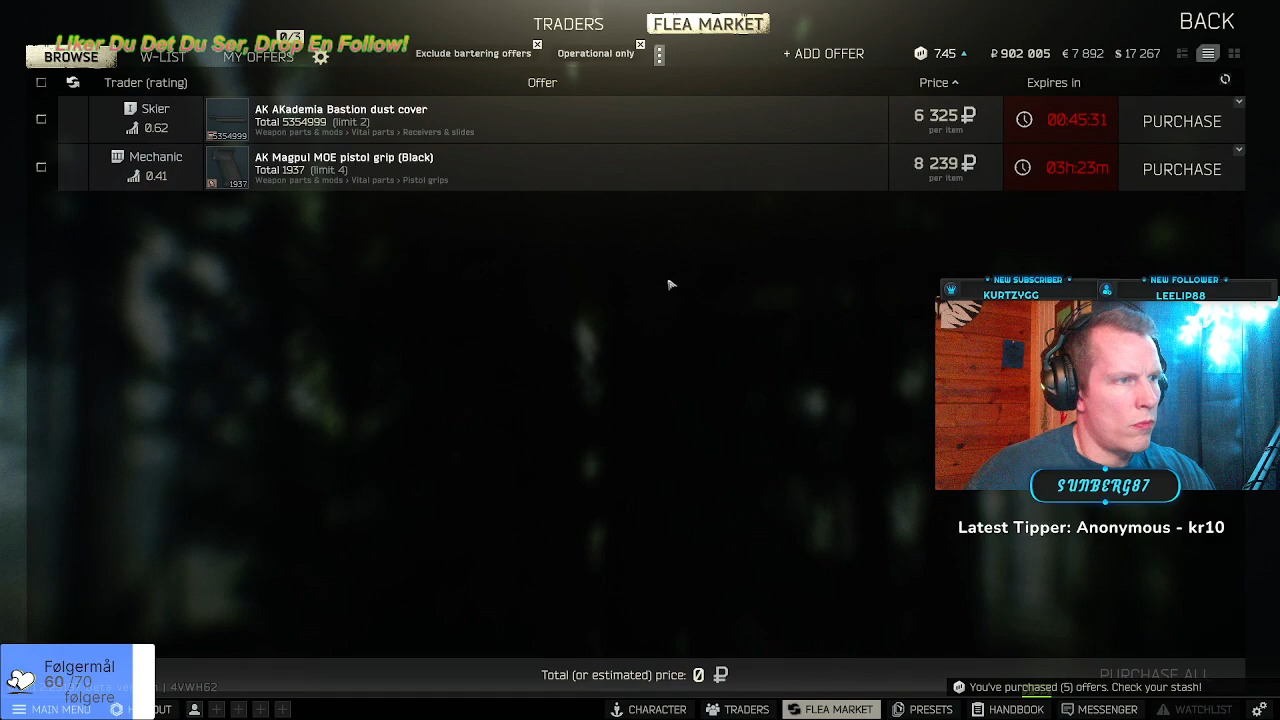 TRADERS
FLEA MARKET
BACK
Liker Du Det Du Ser, Drop En Follow!
0/3
BROWSE
W-LIST
MY OFFERS
Exclude bartering offers
Operational only
+ ADD OFFER
7.45
₽ 902 005
€ 7 892
$ 17 267
Trader (rating)
Offer
Price
Expires in
I Skier
0.62
5354999
AK AKademia Bastion dust cover
Total 5354999 (limit 2)
Weapon parts & mods › Vital parts › Receivers & slides
6 325 ₽
per item
00:45:31
PURCHASE
III Mechanic
0.41
1937
AK Magpul MOE pistol grip (Black)
Total 1937 (limit 4)
Weapon parts & mods › Vital parts › Pistol grips
8 239 ₽
per item
03h:23m
PURCHASE
NEW SUBSCRIBER
KURTZYGG
NEW FOLLOWER
LEELIP88
SUNBERG87
Latest Tipper: Anonymous - kr10
Følgermål
60 /70
følgere
4VWH62
Total (or estimated) price: 0 ₽
PURCHASE ALL
You've purchased (5) offers. Check your stash!
MAIN MENU
CHARACTER
TRADERS
FLEA MARKET
PRESETS
HANDBOOK
MESSENGER
WATCHLIST